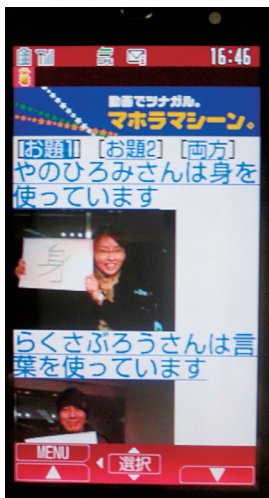 16:46
動画でツナガル。
マホラマシーン。
[お題1] [お題2] [両方]
やのひろみさんは身を
使っています
身
らくさぶろうさんは言
葉を使っています
MENU
選択